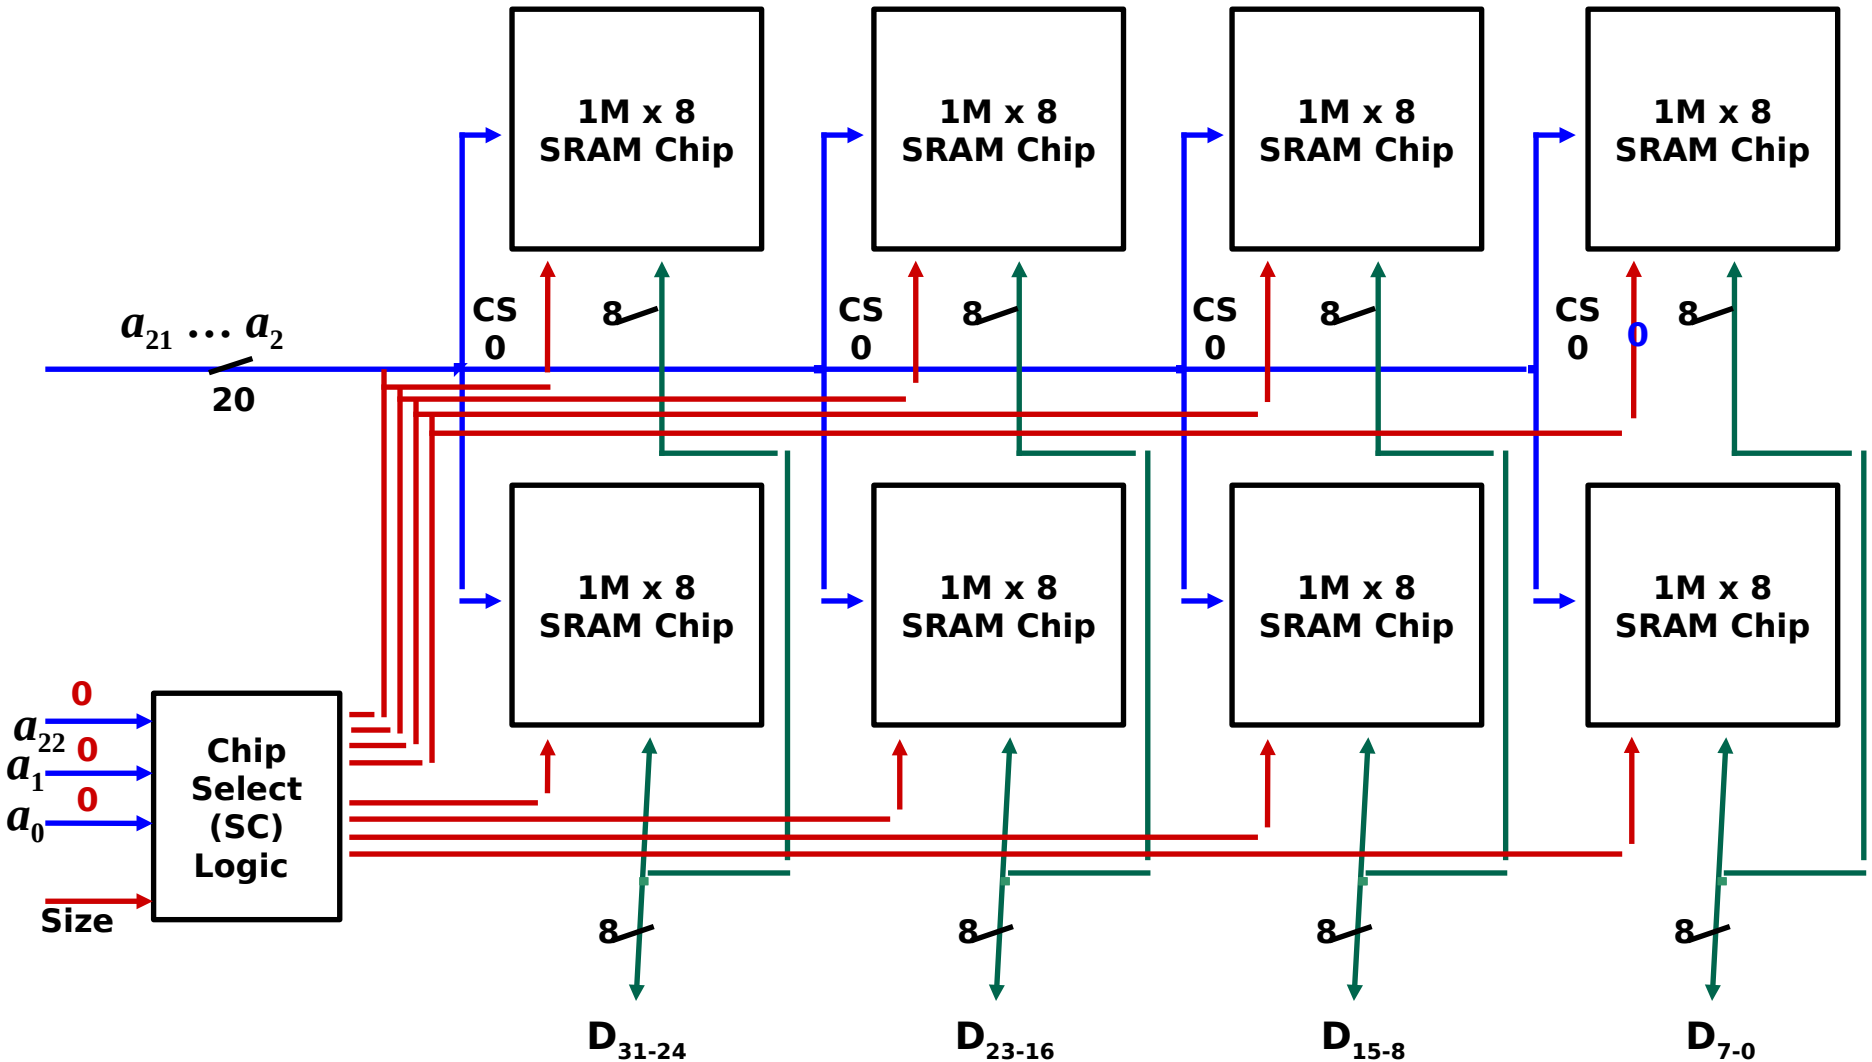 1M x 8
SRAM Chip
1M x 8
SRAM Chip
1M x 8
SRAM Chip
1M x 8
SRAM Chip
a21 … a2
20
CS
0
8
CS
0
8
CS
0
8
CS
0
0
8
1M x 8
SRAM Chip
1M x 8
SRAM Chip
1M x 8
SRAM Chip
1M x 8
SRAM Chip
0
a22
0
a1
0
a0
Size
Chip
Select
(SC)
Logic
8
8
8
8
D31-24
D23-16
D15-8
D7-0